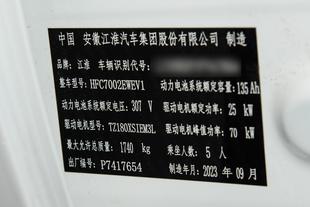 中国 安徽江淮汽车集团股份有限公司 制造
品牌: 江淮 车辆识别代号:
整车型号: HFC7002EWEV1 动力电池系统额定容量: 135 Ah
动力电池系统额定电压: 307 V 驱动电机额定功率: 25 kW
驱动电机型号: TZ180XSIEM3L 驱动电机峰值功率: 70 kW
最大允许总质量: 1740 kg 乘坐人数: 5 人
出厂编号: P7417654 制造年月: 2023 年 09 月